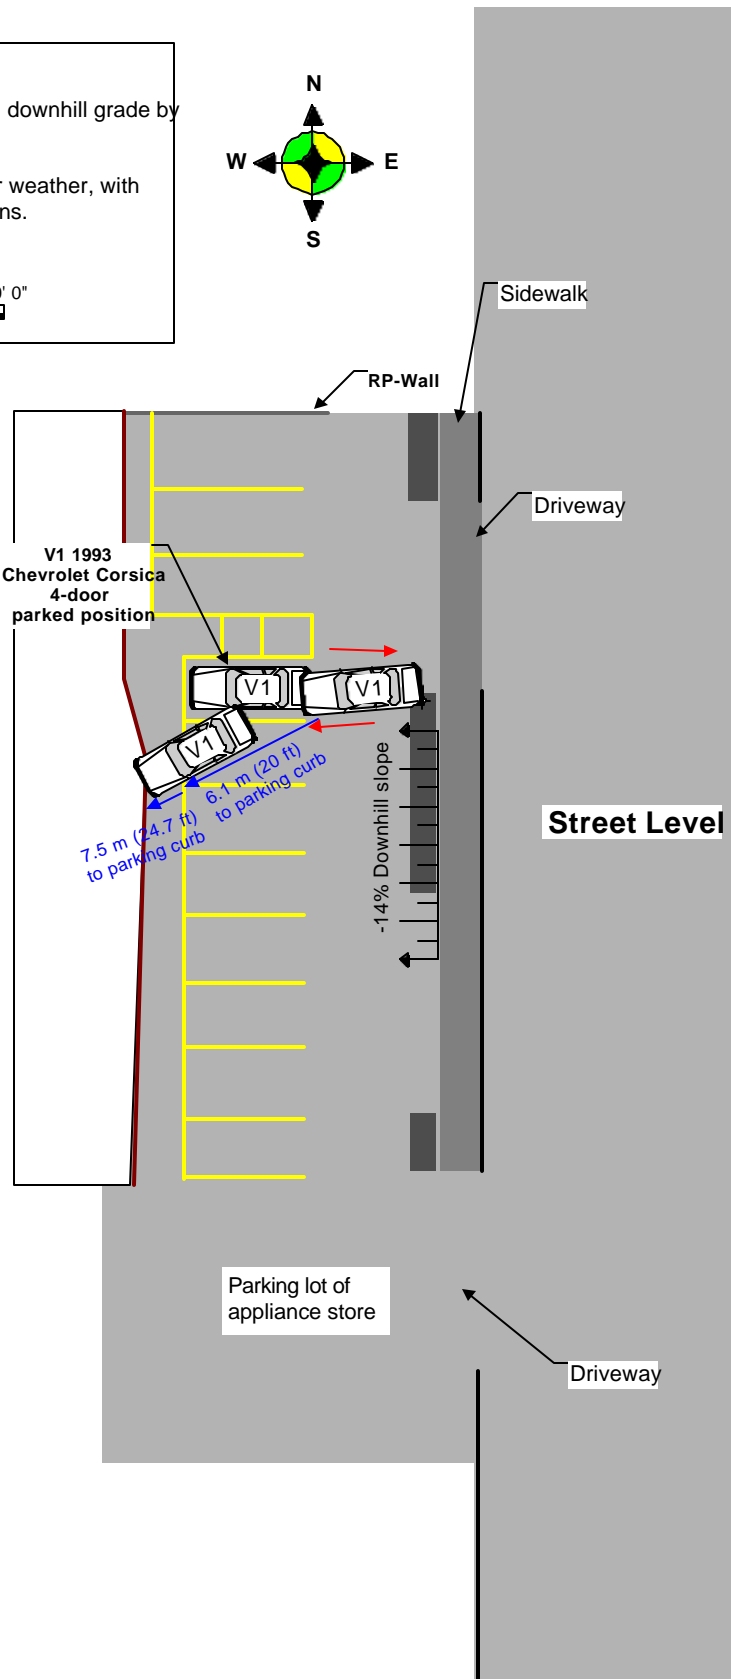 downhill grade by
weather, with
0' 0"
N
W
E
S
Sidewalk
RP-Wall
Driveway
V1 1993
Chevrolet Corsica
4-door
parked position
V1
V1
V1
6.1 m (20 ft)
to parking curb
7.5 m (24.7 ft)
to parking curb
-14% Downhill slope
Street Level
Parking lot of
appliance store
Driveway